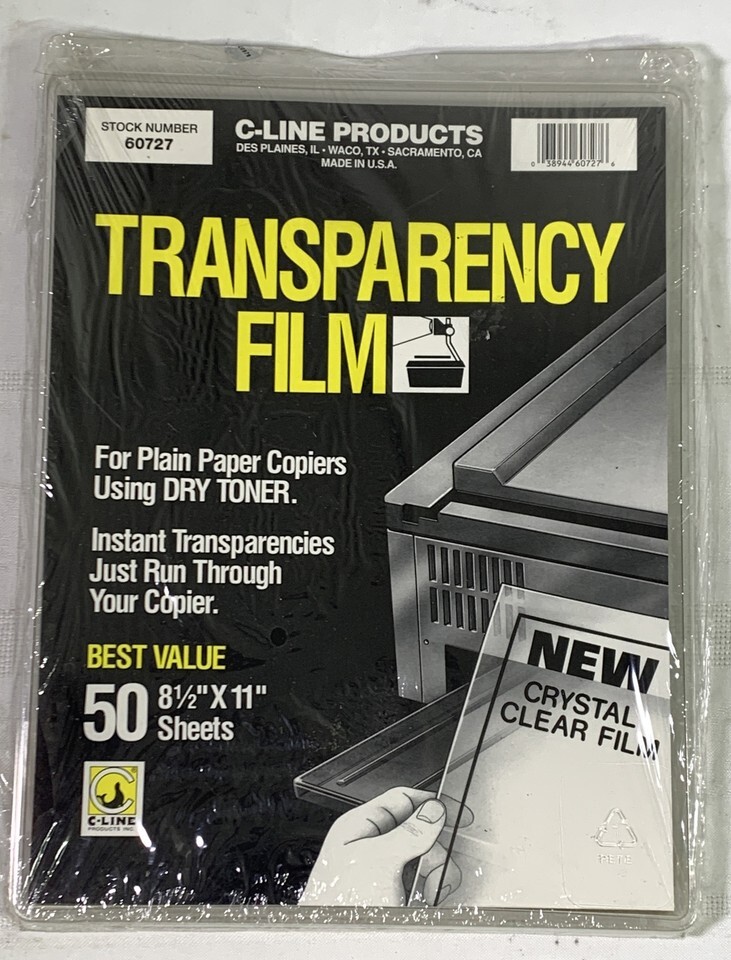 STOCK NUMBER
60727
C-LINE PRODUCTS
DES PLAINES, IL • WACO, TX • SACRAMENTO, CA
MADE IN U.S.A.
0 38944 60727 6
TRANSPARENCY
FILM
For Plain Paper Copiers
Using DRY TONER.
Instant Transparencies
Just Run Through
Your Copier.
BEST VALUE
50 8½" X 11"
Sheets
NEW
CRYSTAL
CLEAR FILM
C
C-LINE
PRODUCTS INC.
1
PETE